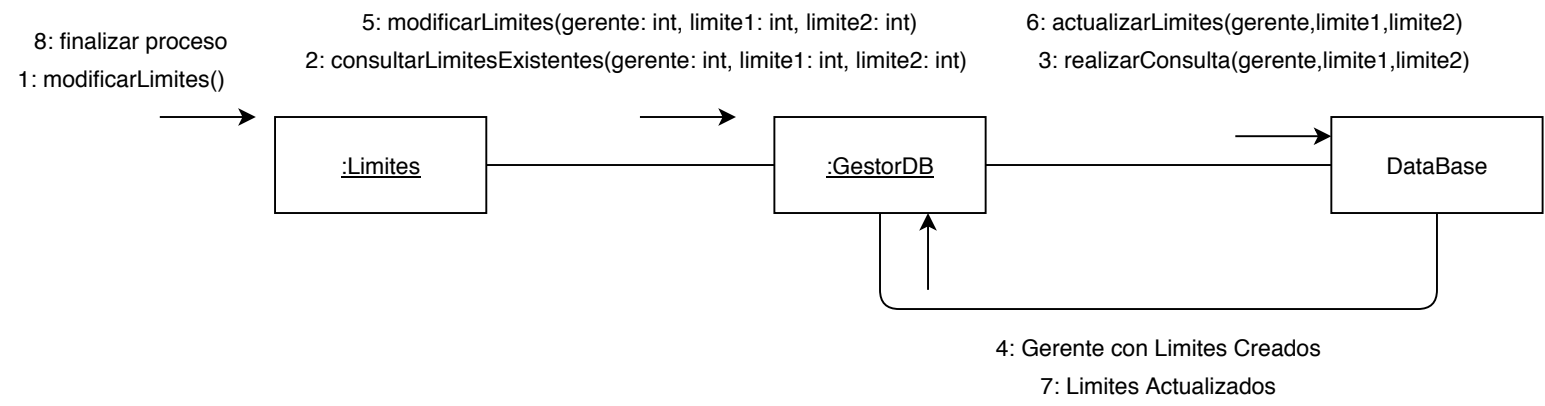 5: modificarLimites(gerente: int, limite1: int, limite2: int)
6: actualizarLimites(gerente,limite1,limite2)
8: finalizar proceso
2: consultarLimitesExistentes(gerente: int, limite1: int, limite2: int)
3: realizarConsulta(gerente,limite1,limite2)
1: modificarLimites()
:Limites
:GestorDB
DataBase
4: Gerente con Limites Creados
7: Limites Actualizados